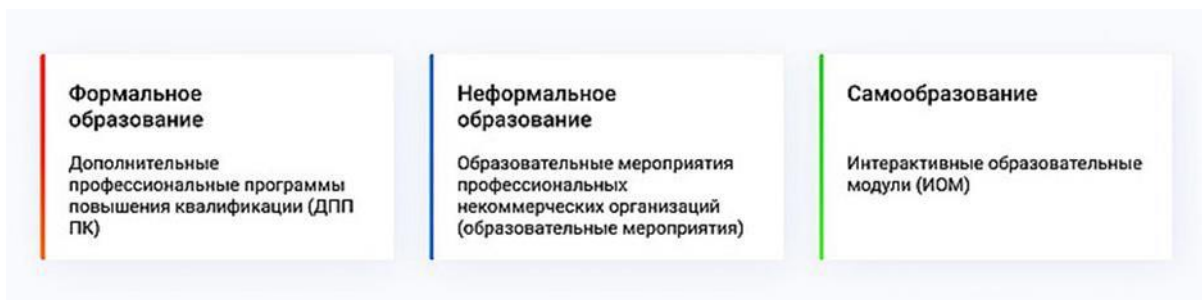 Формальное
образование
Дополнительные
профессиональные программы
повышения квалификации (ДПП
ПК)
Неформальное
образование
Образовательные мероприятия
профессиональных
некоммерческих организаций
(образовательные мероприятия)
Самообразование
Интерактивные образовательные
модули (ИОМ)